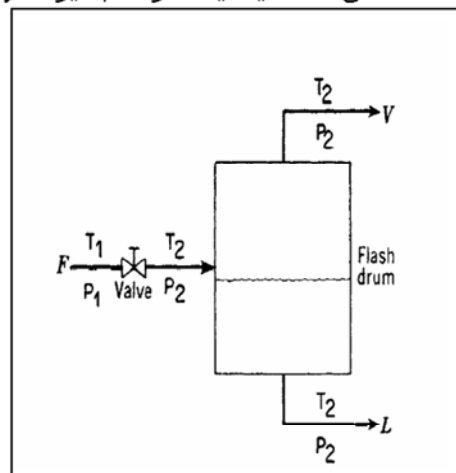 T₂
V
P₂
T₁ T₂
F
P₁ Valve P₂
Flash
drum
T₂
L
P₂